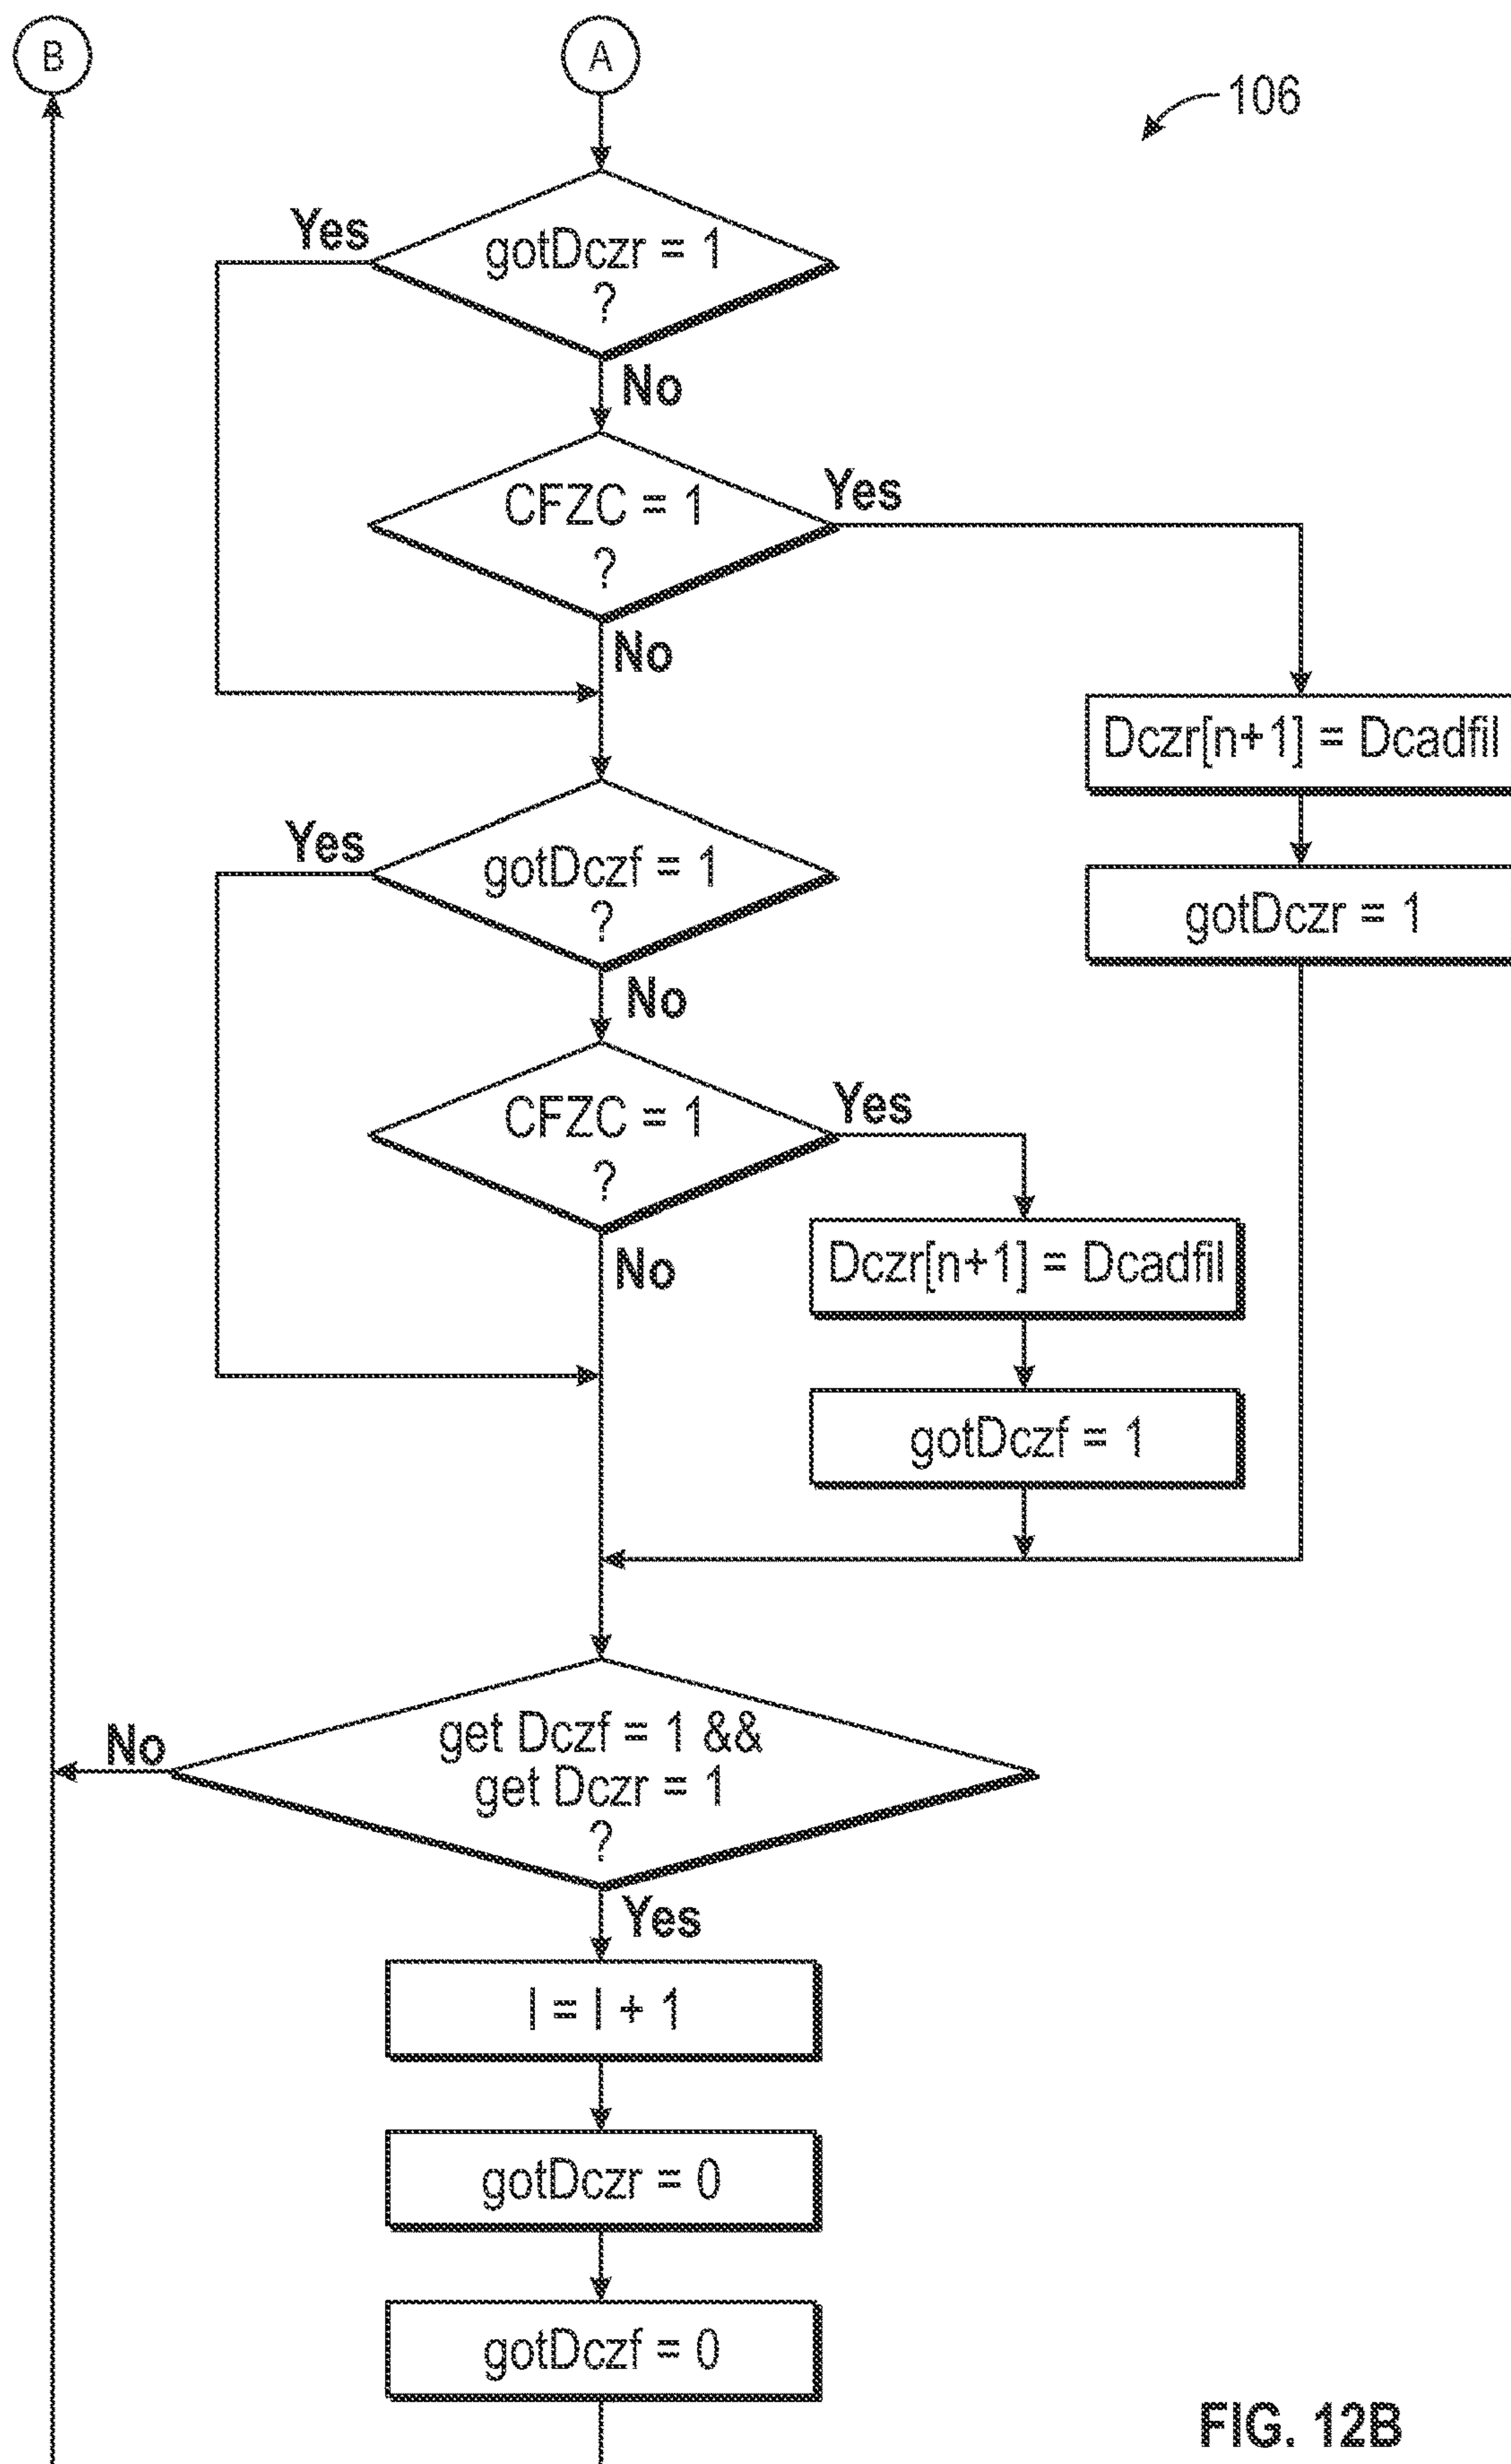 B
A
106
gotDczr = 1
?
Yes
No
CFZC = 1
?
Yes
No
Dczr[n+1] = Dcadfil
gotDczr = 1
gotDczf = 1
?
Yes
No
CFZC = 1
?
Yes
No
Dczr[n+1] = Dcadfil
gotDczf = 1
get Dczf = 1 &&
get Dczr = 1
?
No
Yes
I = I + 1
gotDczr = 0
gotDczf = 0
FIG. 12B